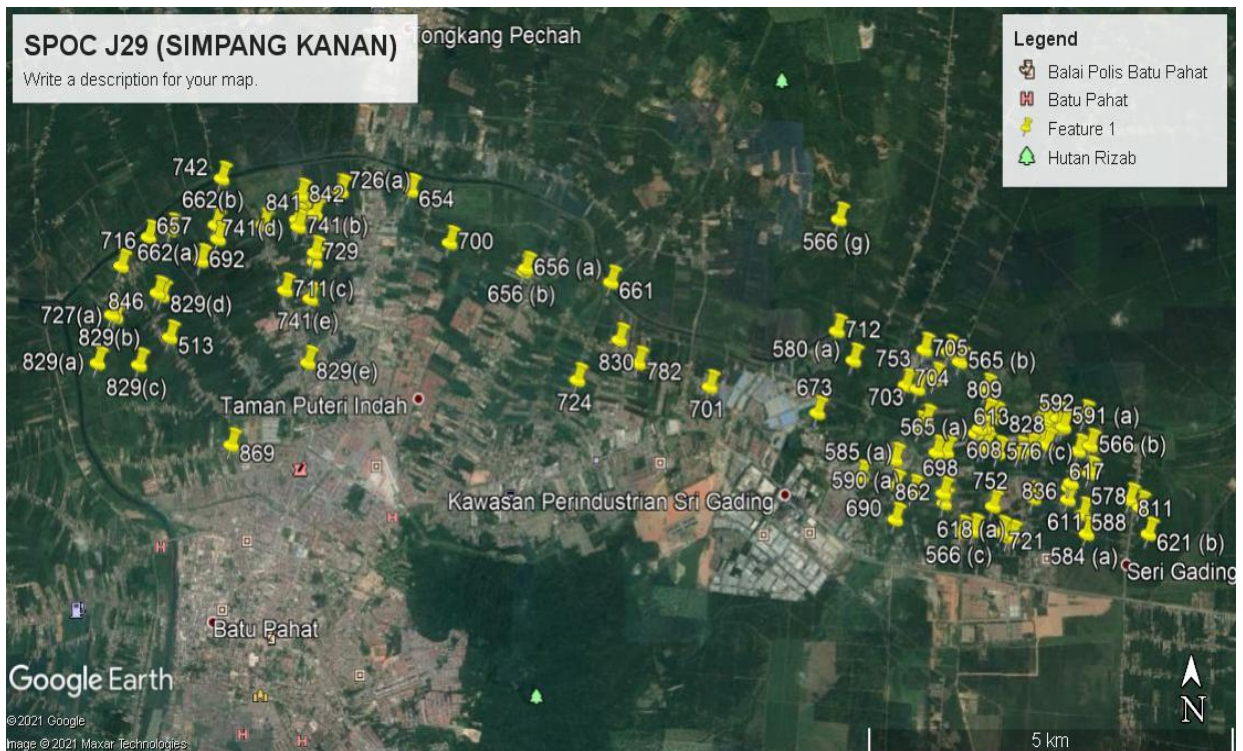 SPOC J29 (SIMPANG KANAN)
Write a description for your map.
Tongkang Pechah
Legend
Balai Polis Batu Pahat
Batu Pahat
Feature 1
Hutan Rizab
742
726(a)
662(b)
841
842
654
657
741(d)
741(b)
716
662(a)
692
729
700
566 (g)
656 (a)
656 (b)
661
846
829(d)
711(c)
727(a)
741(e)
829(b)
513
712
829(a)
829(c)
829(e)
830
782
580 (a)
753
705
565 (b)
724
701
673
703
704
809
Taman Puteri Indah
592
591 (a)
565 (a)
613
828
566 (b)
869
585 (a)
698
608
576 (c)
617
590 (a)
862
752
836
578
811
Kawasan Perindustrian Sri Gading
690
618 (a)
721
611
588
566 (c)
584 (a)
621 (b)
Seri Gading
Batu Pahat
Google Earth
©2021 Google
Image © 2021 Maxar Technologies
N
5 km